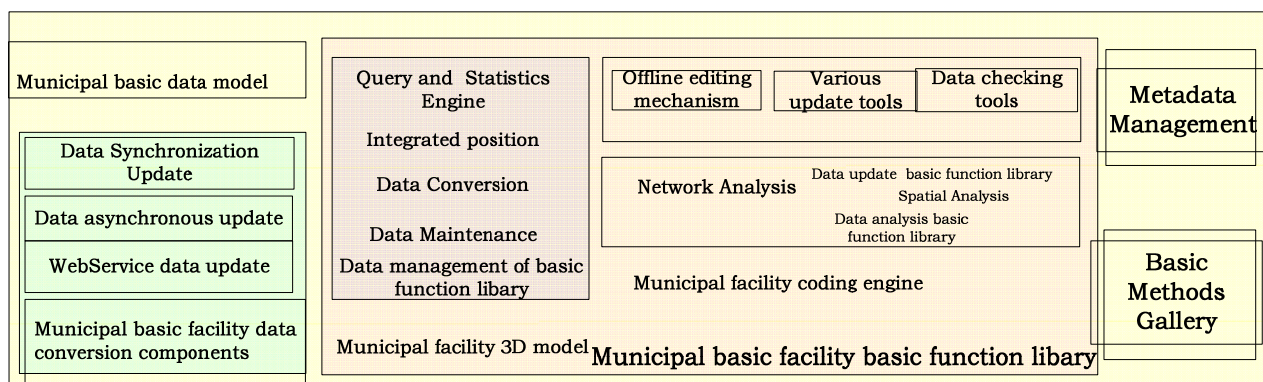 Municipal basic data model
Data Synchronization
Update
Data asynchronous update
WebService data update
Municipal basic facility data
conversion components
Query and Statistics
Engine
Integrated position
Data Conversion
Data Maintenance
Data management of basic
function libary
Municipal facility 3D model
Offline editing
mechanism
Various
update tools
Data checking
tools
Network Analysis
Data update basic function library
Spatial Analysis
Data analysis basic
function library
Municipal facility coding engine
Municipal basic facility basic function libary
Metadata
Management
Basic
Methods
Gallery